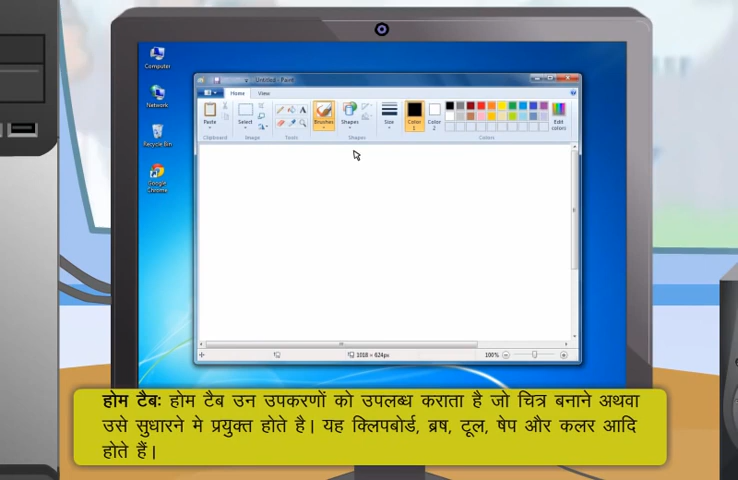 Computer
Network
Recycle Bin
Google Chrome
Untitled - Paint
Home View
Paste Select Brushes Shapes Size Color 1 Color 2 Edit colors
Clipboard Image Tools Shapes Colors
1018 × 624px 100%
होम टैबः होम टैब उन उपकरणों को उपलब्ध कराता है जो चित्र बनाने अथवा
उसे सुधारने मे प्रयुक्त होते है। यह क्लिपबोर्ड, ब्रष, टूल, षेप और कलर आदि
होते हैं।